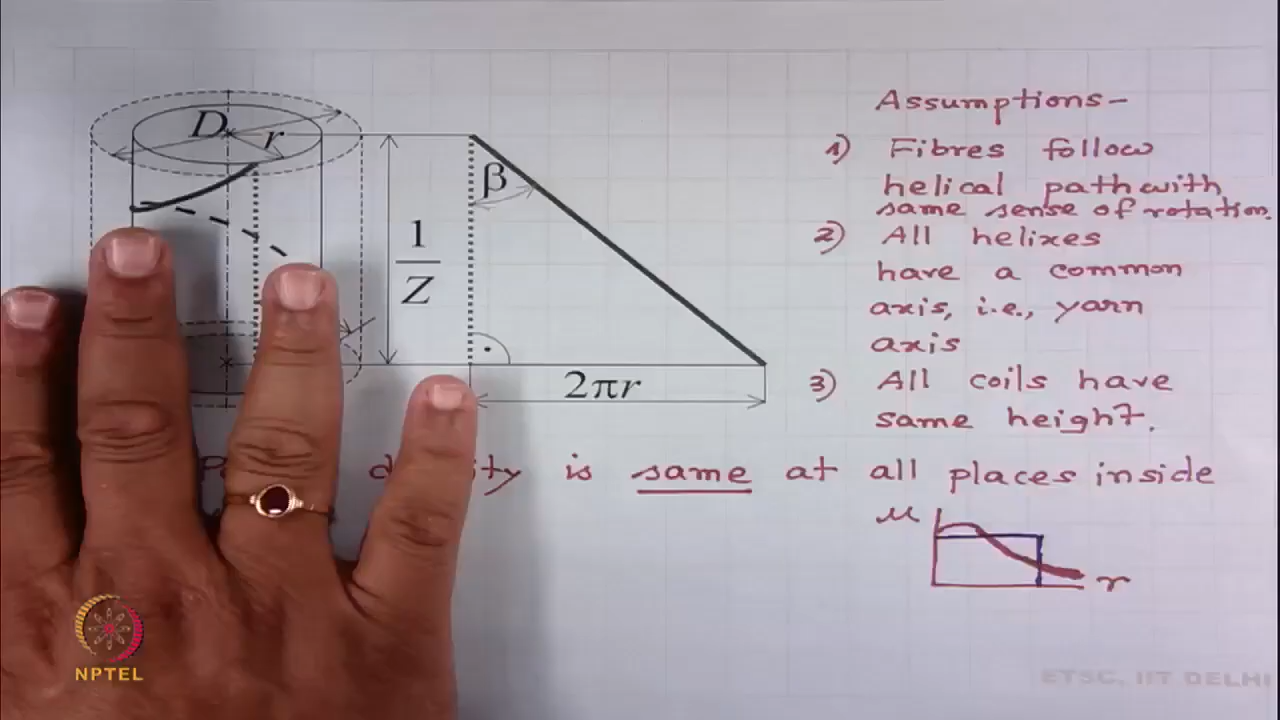 D
r
β
1
Z
2πr
Assumptions-
1) Fibres follow
helical path with
same sense of rotation.
2) All helixes
have a common
axis, i.e., yarn
axis
3) All coils have
same height.
is same at all places inside
μ
r
NPTEL
ETSC, IIT DELHI